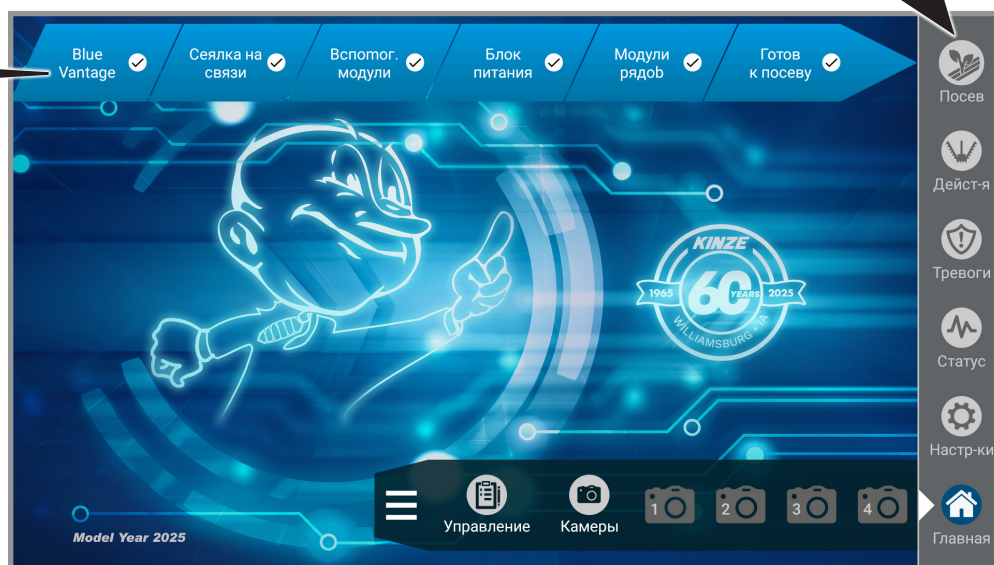 Blue
Vantage
Сеялка на
связи
Вспомог.
модули
Блок
питания
Модули
рядоb
Готов
к посеву
Посев
Дейст-я
Тревоги
Статус
Настр-ки
Главная
KINZE
1965
60
YEARS
2025
WILLIAMSBURG • IA
Управление
Камеры
1
2
3
4
Model Year 2025